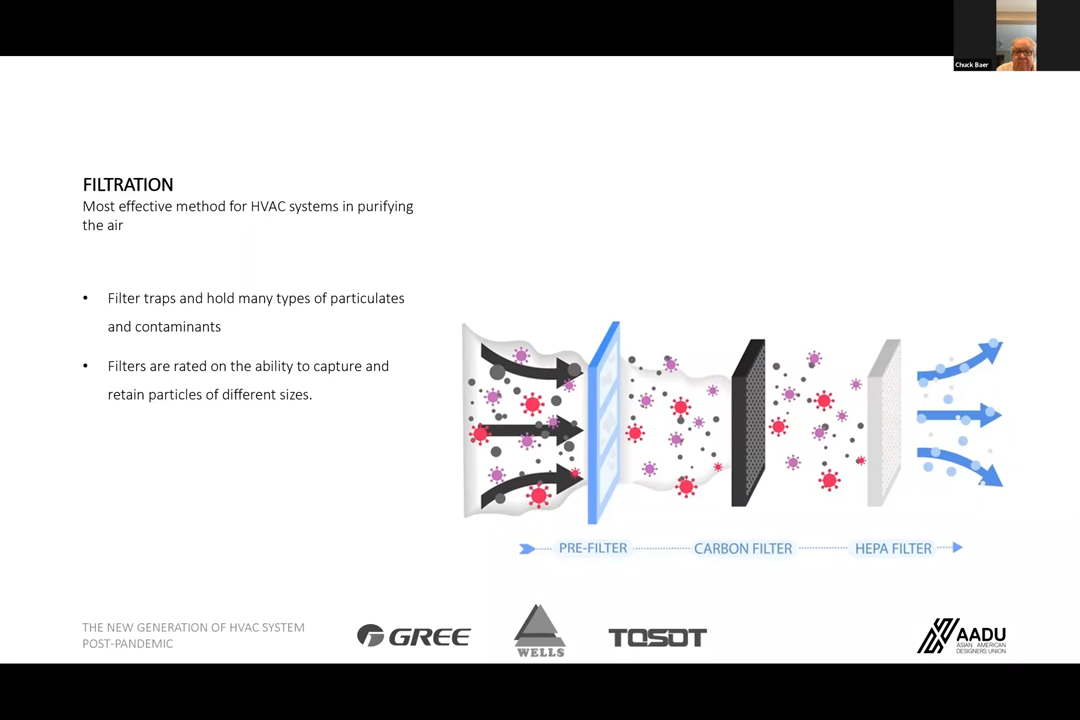 Chuck Baer
FILTRATION
Most effective method for HVAC systems in purifying
the air
• Filter traps and hold many types of particulates
and contaminants
• Filters are rated on the ability to capture and
retain particles of different sizes.
PRE-FILTER
CARBON FILTER
HEPA FILTER
THE NEW GENERATION OF HVAC SYSTEM
POST-PANDEMIC
GREE
WELLS
TOSOT
AADU
ASIAN AMERICAN
DESIGNERS UNION